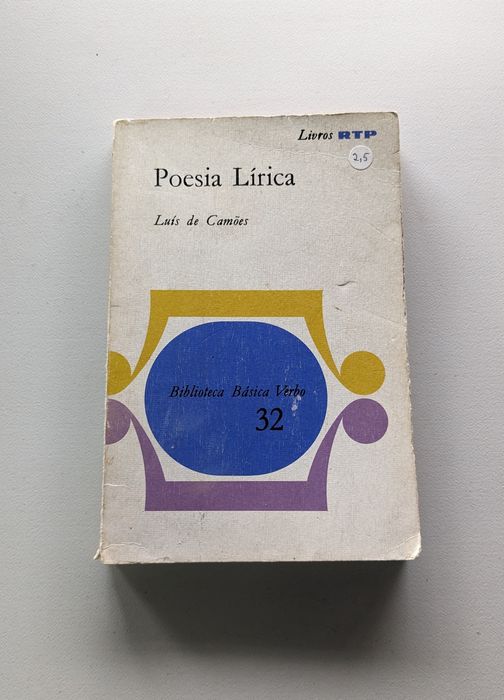 Livros RTP
2,5
Poesia Lírica
Luís de Camões
Biblioteca Básica Verbo
32